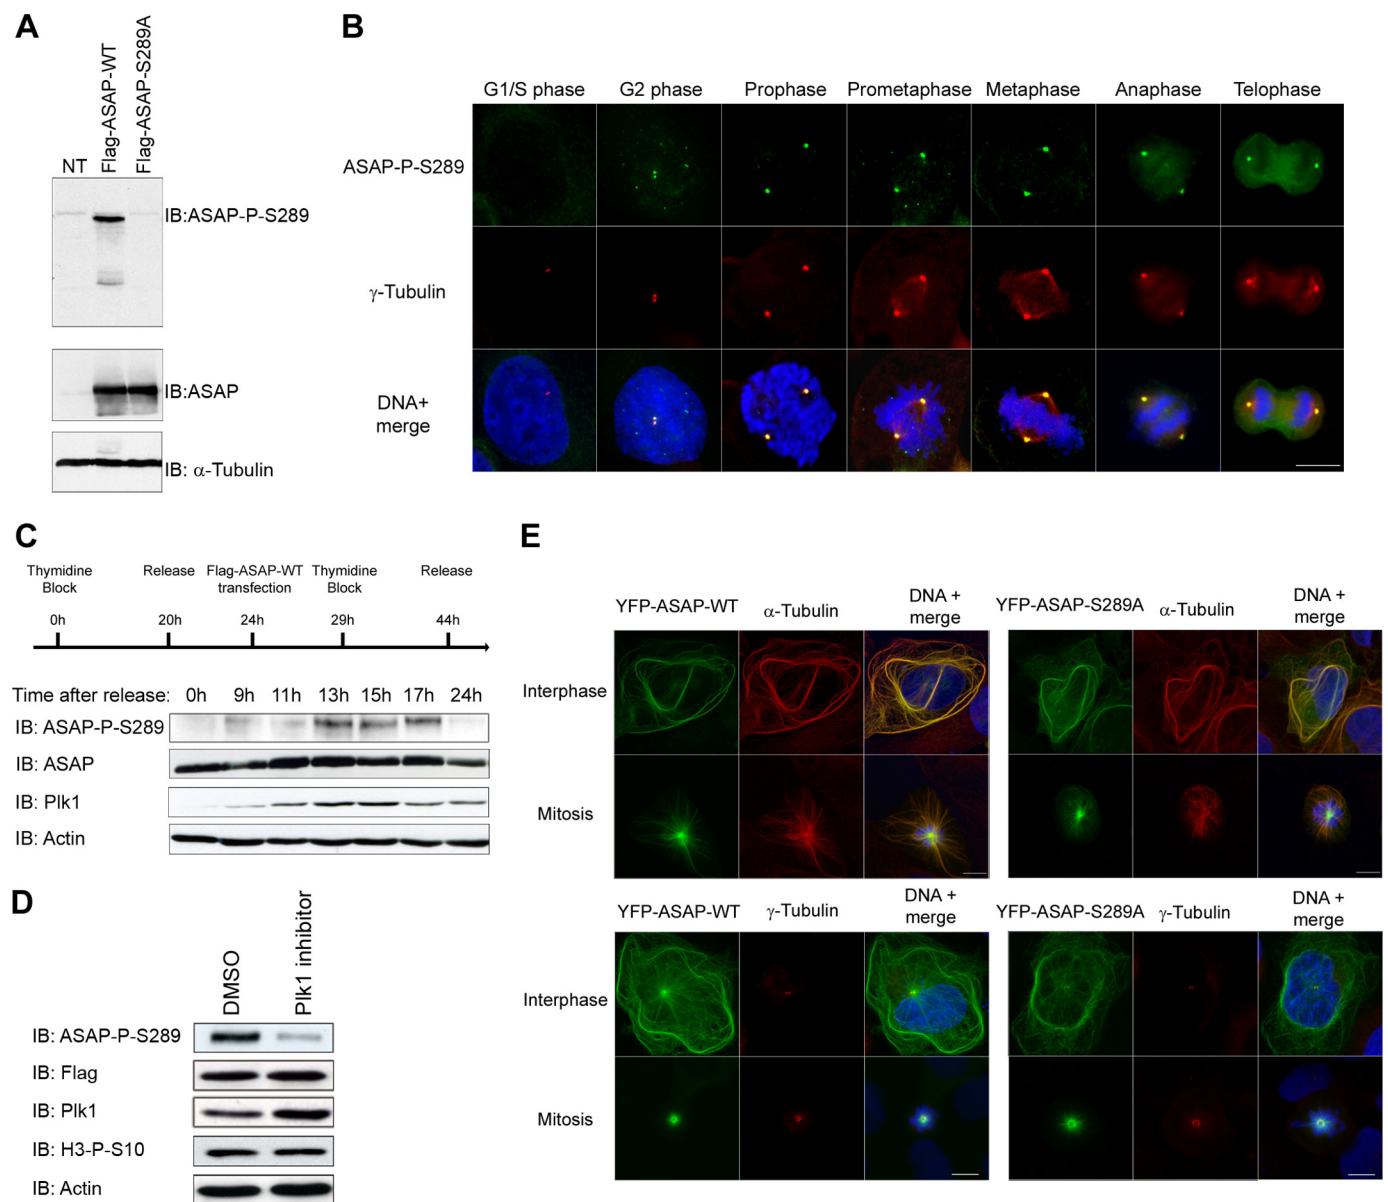 A
NT
Flag-ASAP-WT
Flag-ASAP-S289A
IB:ASAP-P-S289
IB:ASAP
IB: α-Tubulin
B
G1/S phase G2 phase Prophase Prometaphase Metaphase Anaphase Telophase
ASAP-P-S289
γ-Tubulin
DNA+
merge
C
Thymidine Release Flag-ASAP-WT Thymidine Release
Block transfection Block
0h 20h 24h 29h 44h
Time after release: 0h 9h 11h 13h 15h 17h 24h
IB: ASAP-P-S289
IB: ASAP
IB: Plk1
IB: Actin
D
DMSO
Plk1 inhibitor
IB: ASAP-P-S289
IB: Flag
IB: Plk1
IB: H3-P-S10
IB: Actin
E
YFP-ASAP-WT α-Tubulin DNA +
merge
YFP-ASAP-S289A α-Tubulin DNA +
merge
Interphase
Mitosis
YFP-ASAP-WT γ-Tubulin DNA +
merge
YFP-ASAP-S289A γ-Tubulin DNA +
merge
Interphase
Mitosis